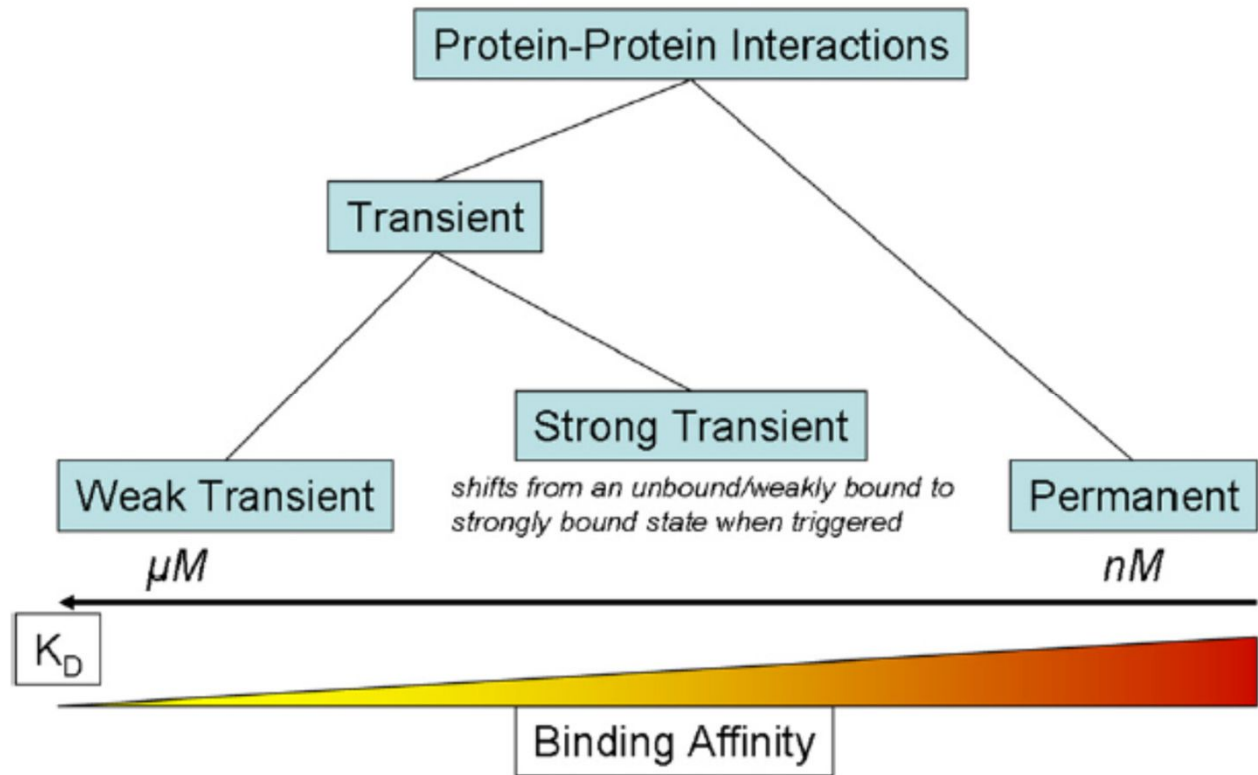 Protein-Protein Interactions
Transient
Strong Transient
shifts from an unbound/weakly bound to
strongly bound state when triggered
Weak Transient
Permanent
µM
nM
K_D
Binding Affinity